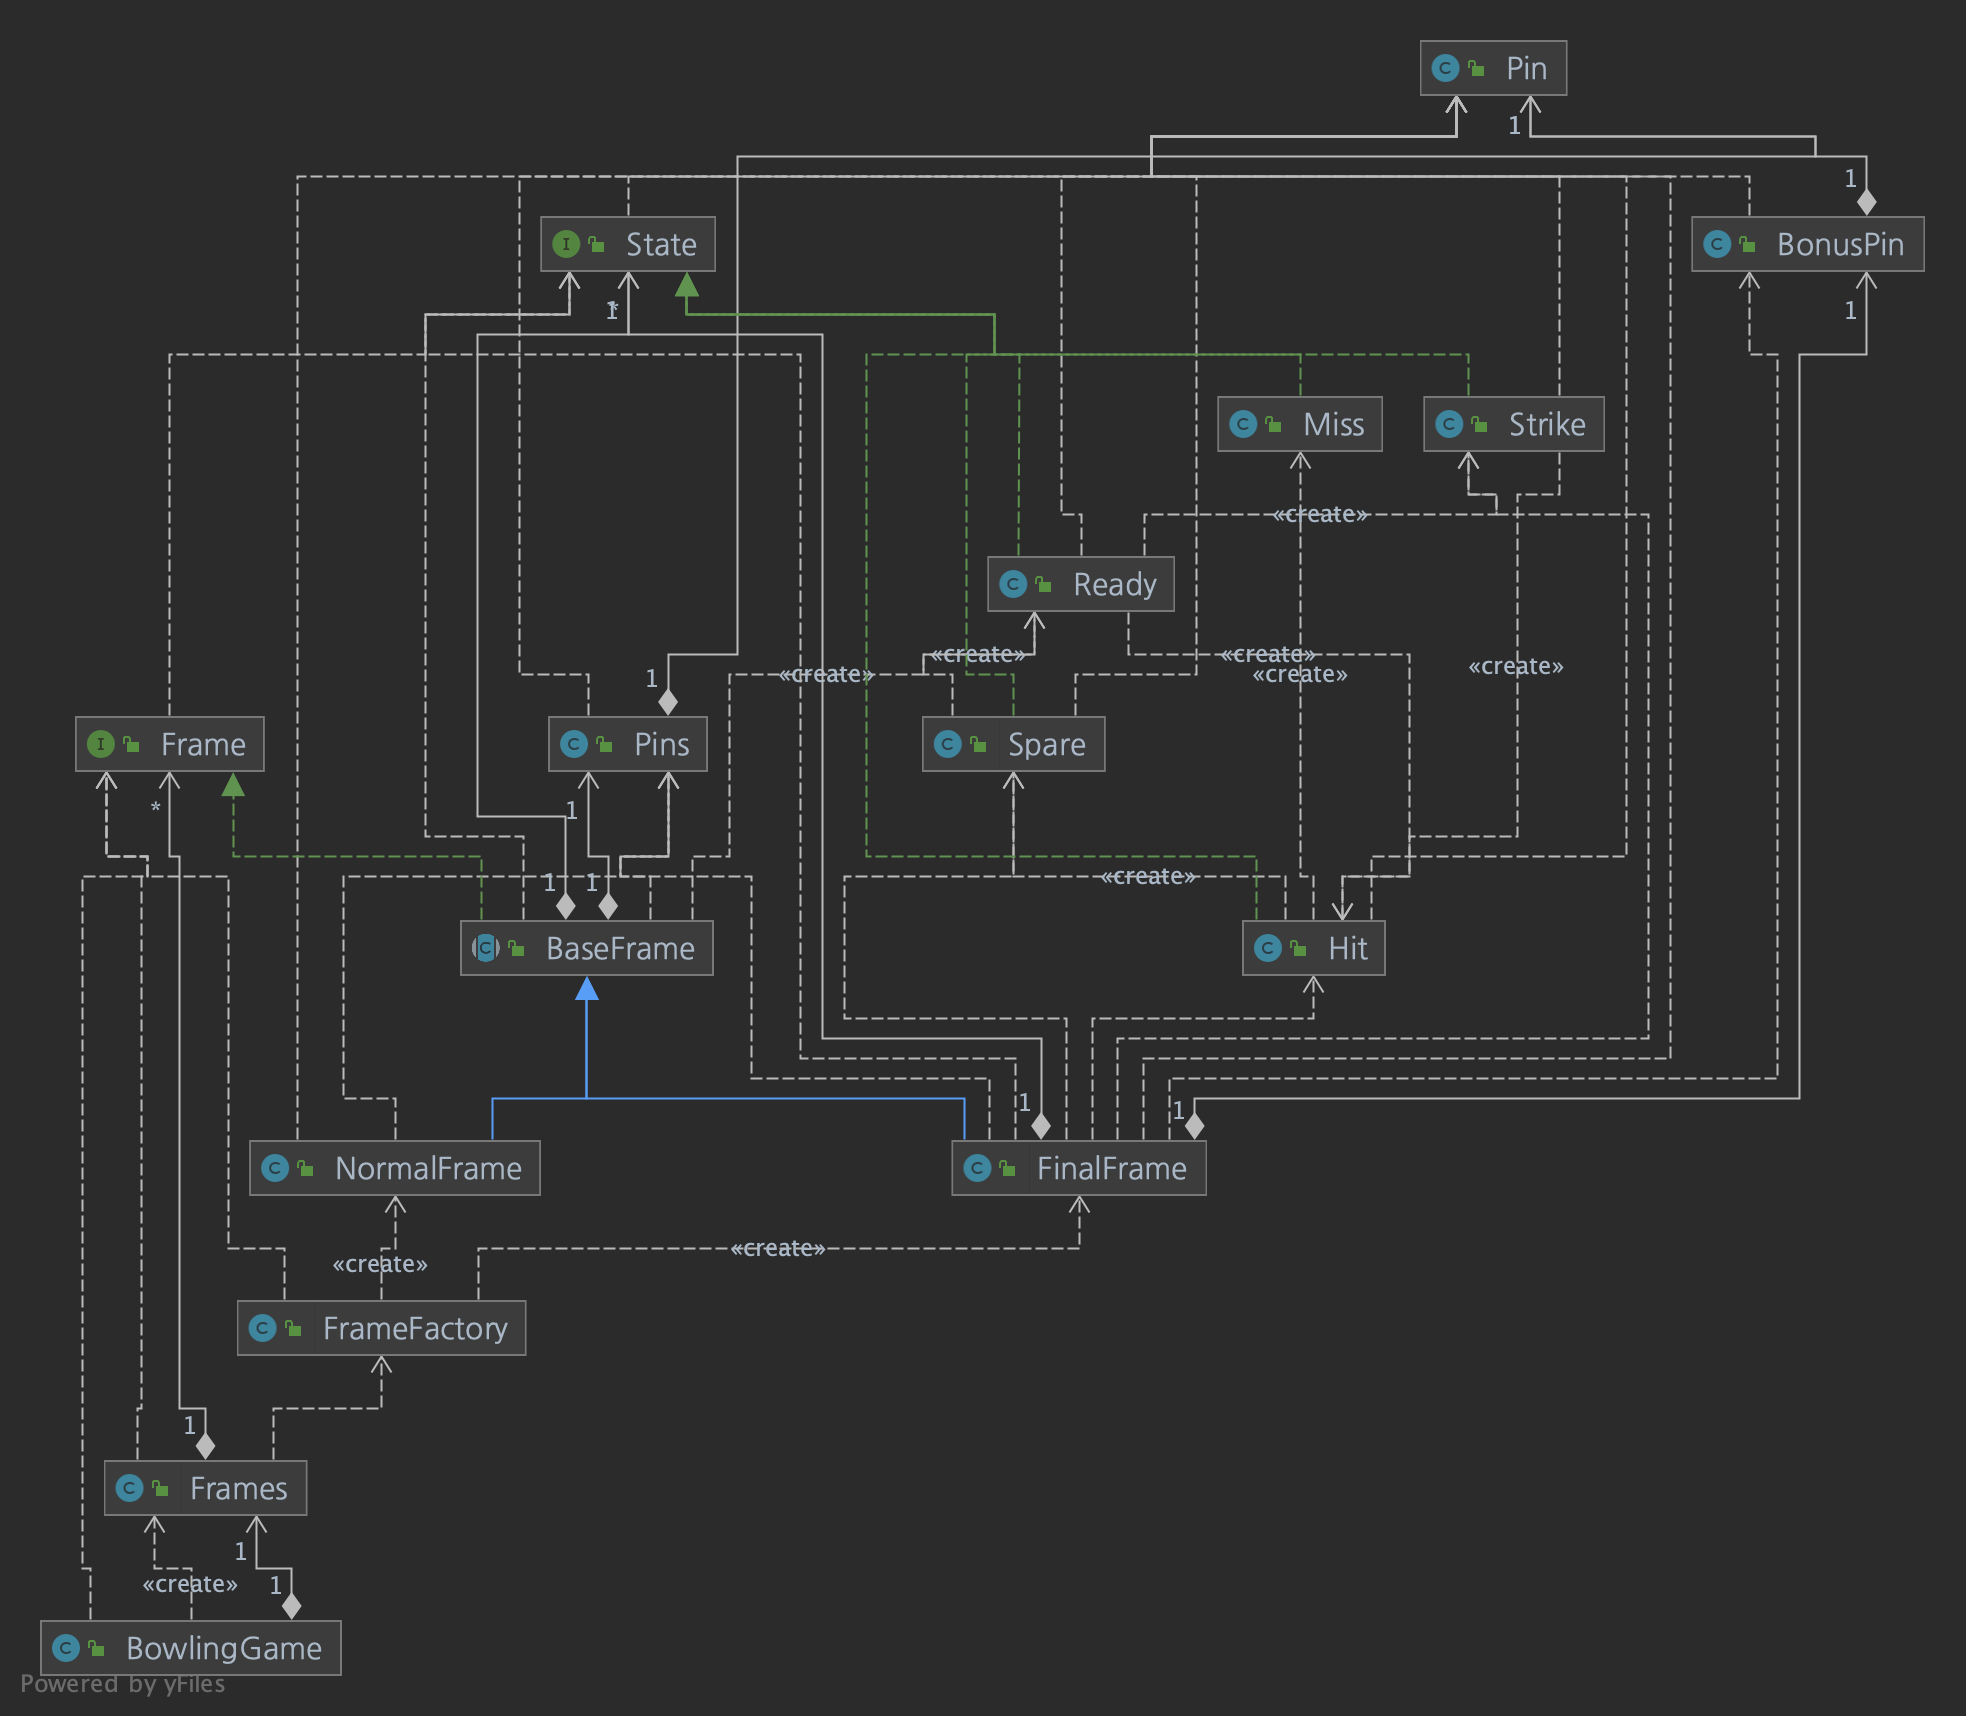 Pin
1
1
State
BonusPin
1
*
1
Miss
Strike
«create»
Ready
«create»
«create»
«create»
«create»
«create»
1
Frame
Pins
Spare
*
1
1
1
«create»
BaseFrame
Hit
1
1
NormalFrame
FinalFrame
«create»
«create»
FrameFactory
1
Frames
1
«create»
1
BowlingGame
Powered by yFiles